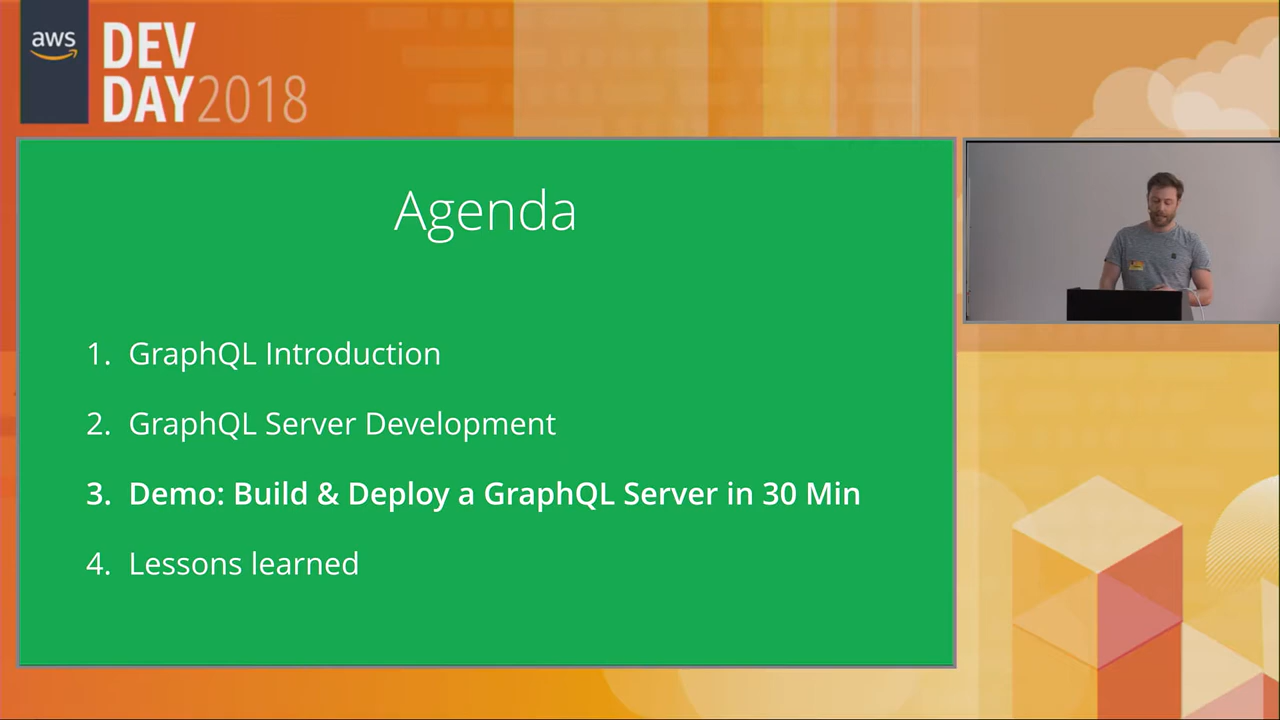 aws
DEV
DAY2018
Agenda
1. GraphQL Introduction
2. GraphQL Server Development
3. Demo: Build & Deploy a GraphQL Server in 30 Min
4. Lessons learned